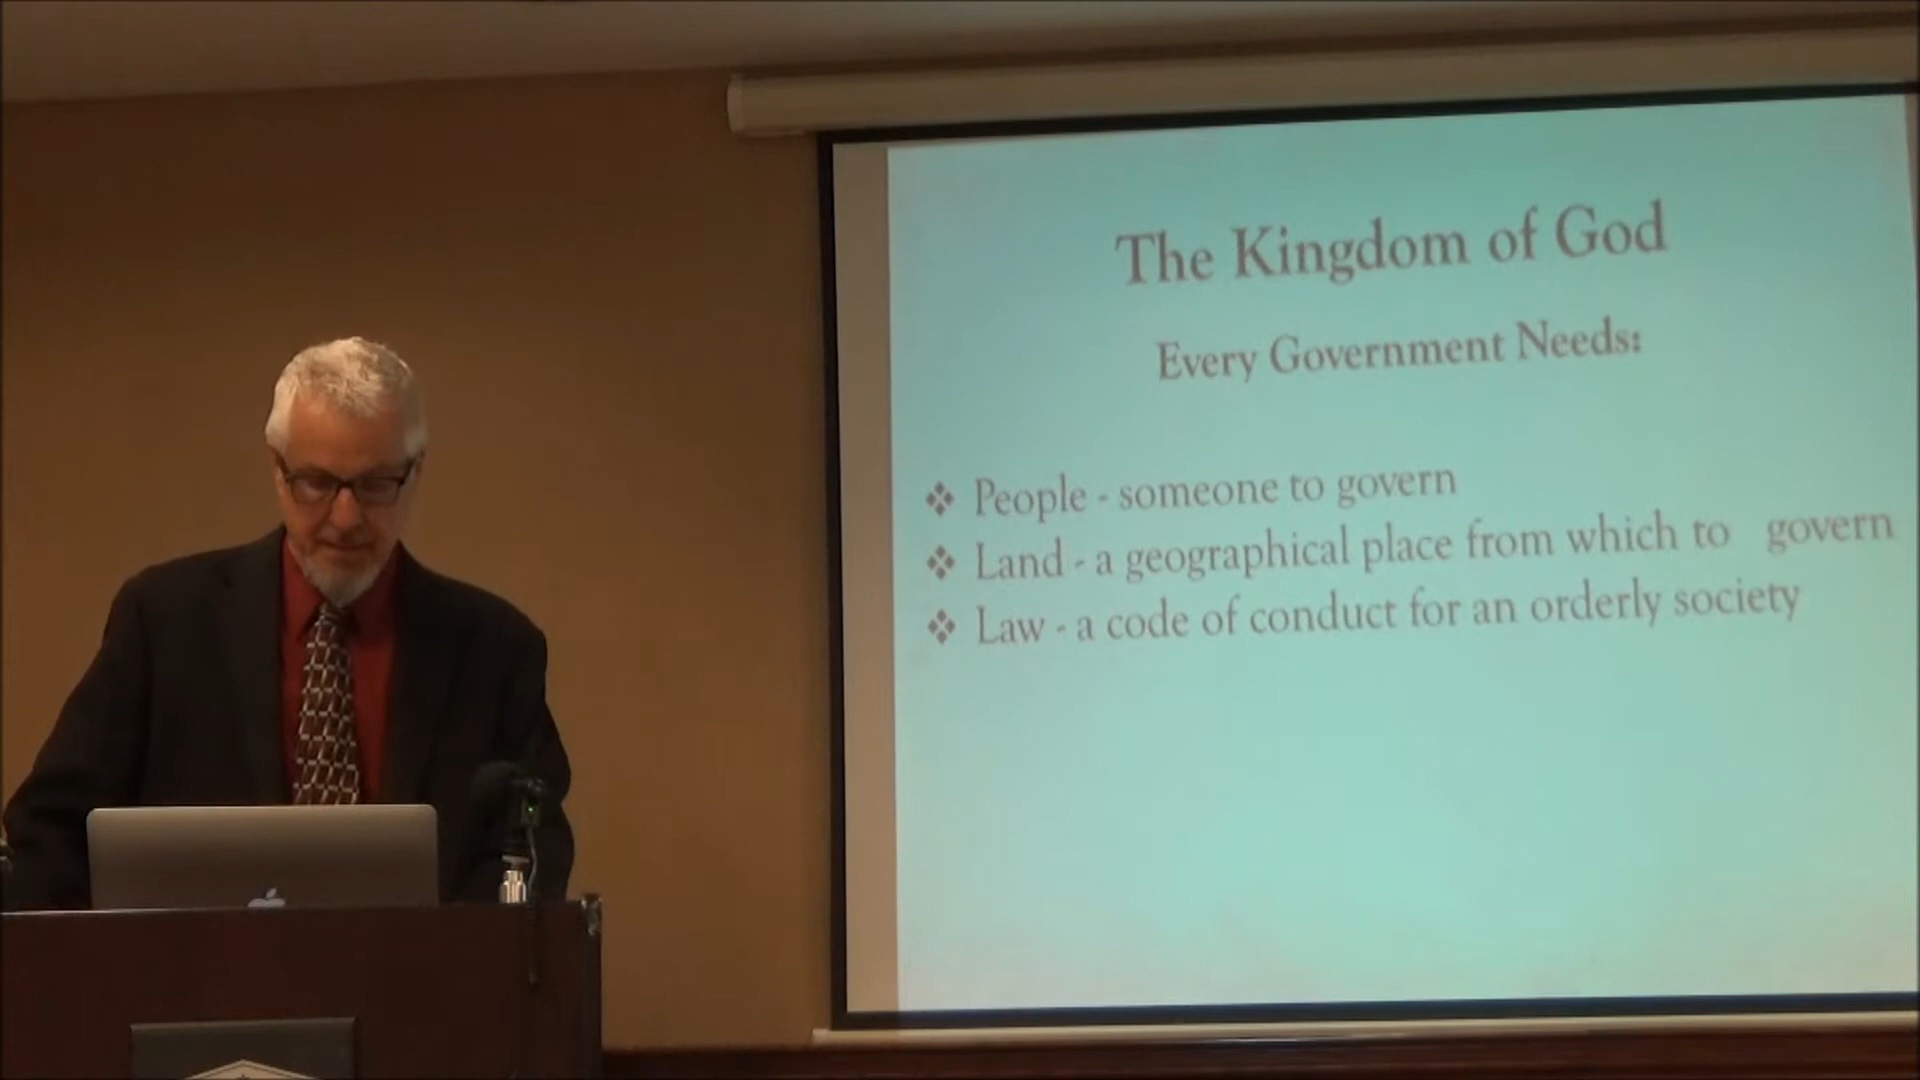 The Kingdom of God
Every Government Needs:
❖ People - someone to govern
❖ Land - a geographical place from which to govern
❖ Law - a code of conduct for an orderly society